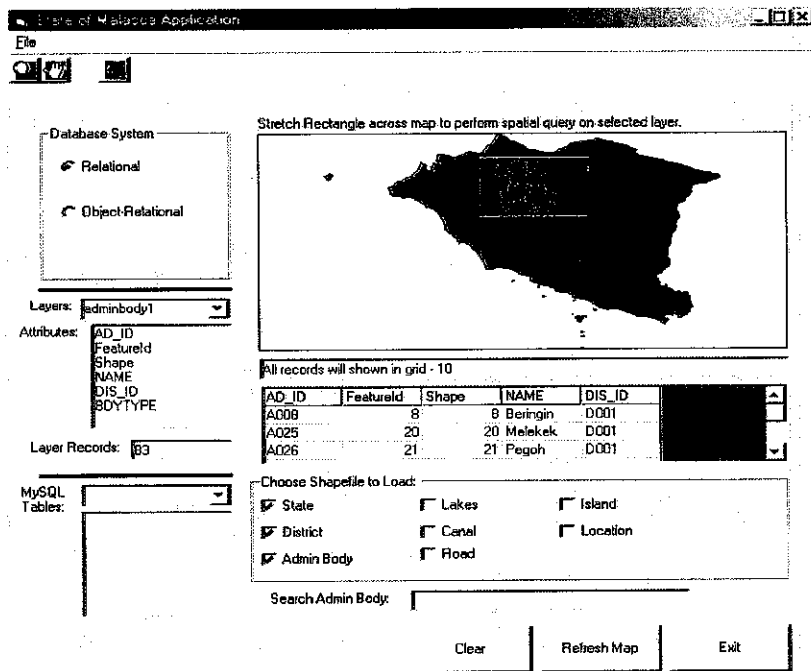 State of Malacca Application
File
Database System
Relational
Object-Relational
Stretch Rectangle across map to perform spatial query on selected layer.
Layers: adminbody1
Attributes:
AD_ID
FeatureId
Shape
NAME
DIS_ID
BDYTYPE
Layer Records: 83
All records will shown in grid - 10
AD_ID FeatureId Shape NAME DIS_ID
A008 8 8 Beringin D001
A025 20 20 Melekek D001
A026 21 21 Pegoh D001
MySQL Tables:
Choose Shapefile to Load:
State Lakes Island
District Canal Location
Admin Body Road
Search Admin Body:
Clear Refresh Map Exit